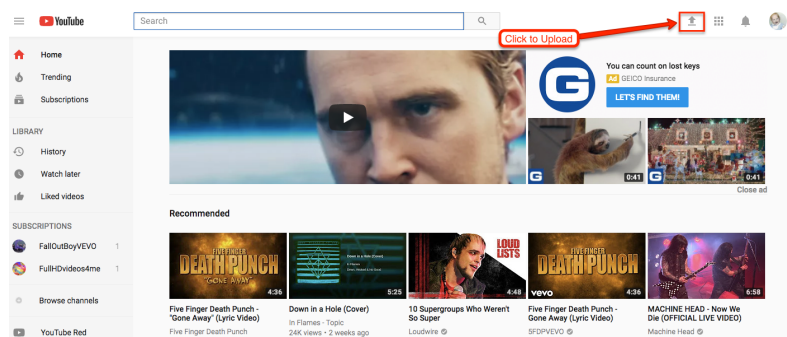 YouTube
Search
Click to Upload
Home
Trending
Subscriptions
LIBRARY
History
Watch later
Liked videos
SUBSCRIPTIONS
FallOutBoyVEVO 1
FullHDvideos4me 1
Browse channels
YouTube Red
You can count on lost keys
Ad GEICO Insurance
LET'S FIND THEM!
G
G 0:41
G 0:41
Close ad
Recommended
FIVE FINGER
DEATH PUNCH
"GONE AWAY"
4:36
Five Finger Death Punch -
"Gone Away" (Lyric Video)
Five Finger Death Punch
Down in a Hole (Cover)
In Flames
5:25
Down in a Hole (Cover)
In Flames - Topic
24K views • 2 weeks ago
LOUD
LISTS
4:48
10 Supergroups Who Weren't
So Super
Loudwire
FIVE FINGER
DEATH PUNCH
vevo
4:36
Five Finger Death Punch -
Gone Away (Lyric Video)
5FDPVEVO
6:58
MACHINE HEAD - Now We
Die (OFFICIAL LIVE VIDEO)
Machine Head